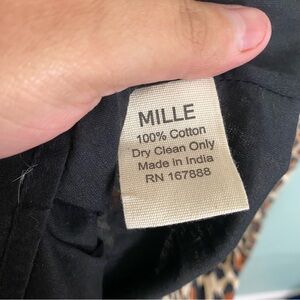 MILLE
100% Cotton
Dry Clean Only
Made in India
RN 167888